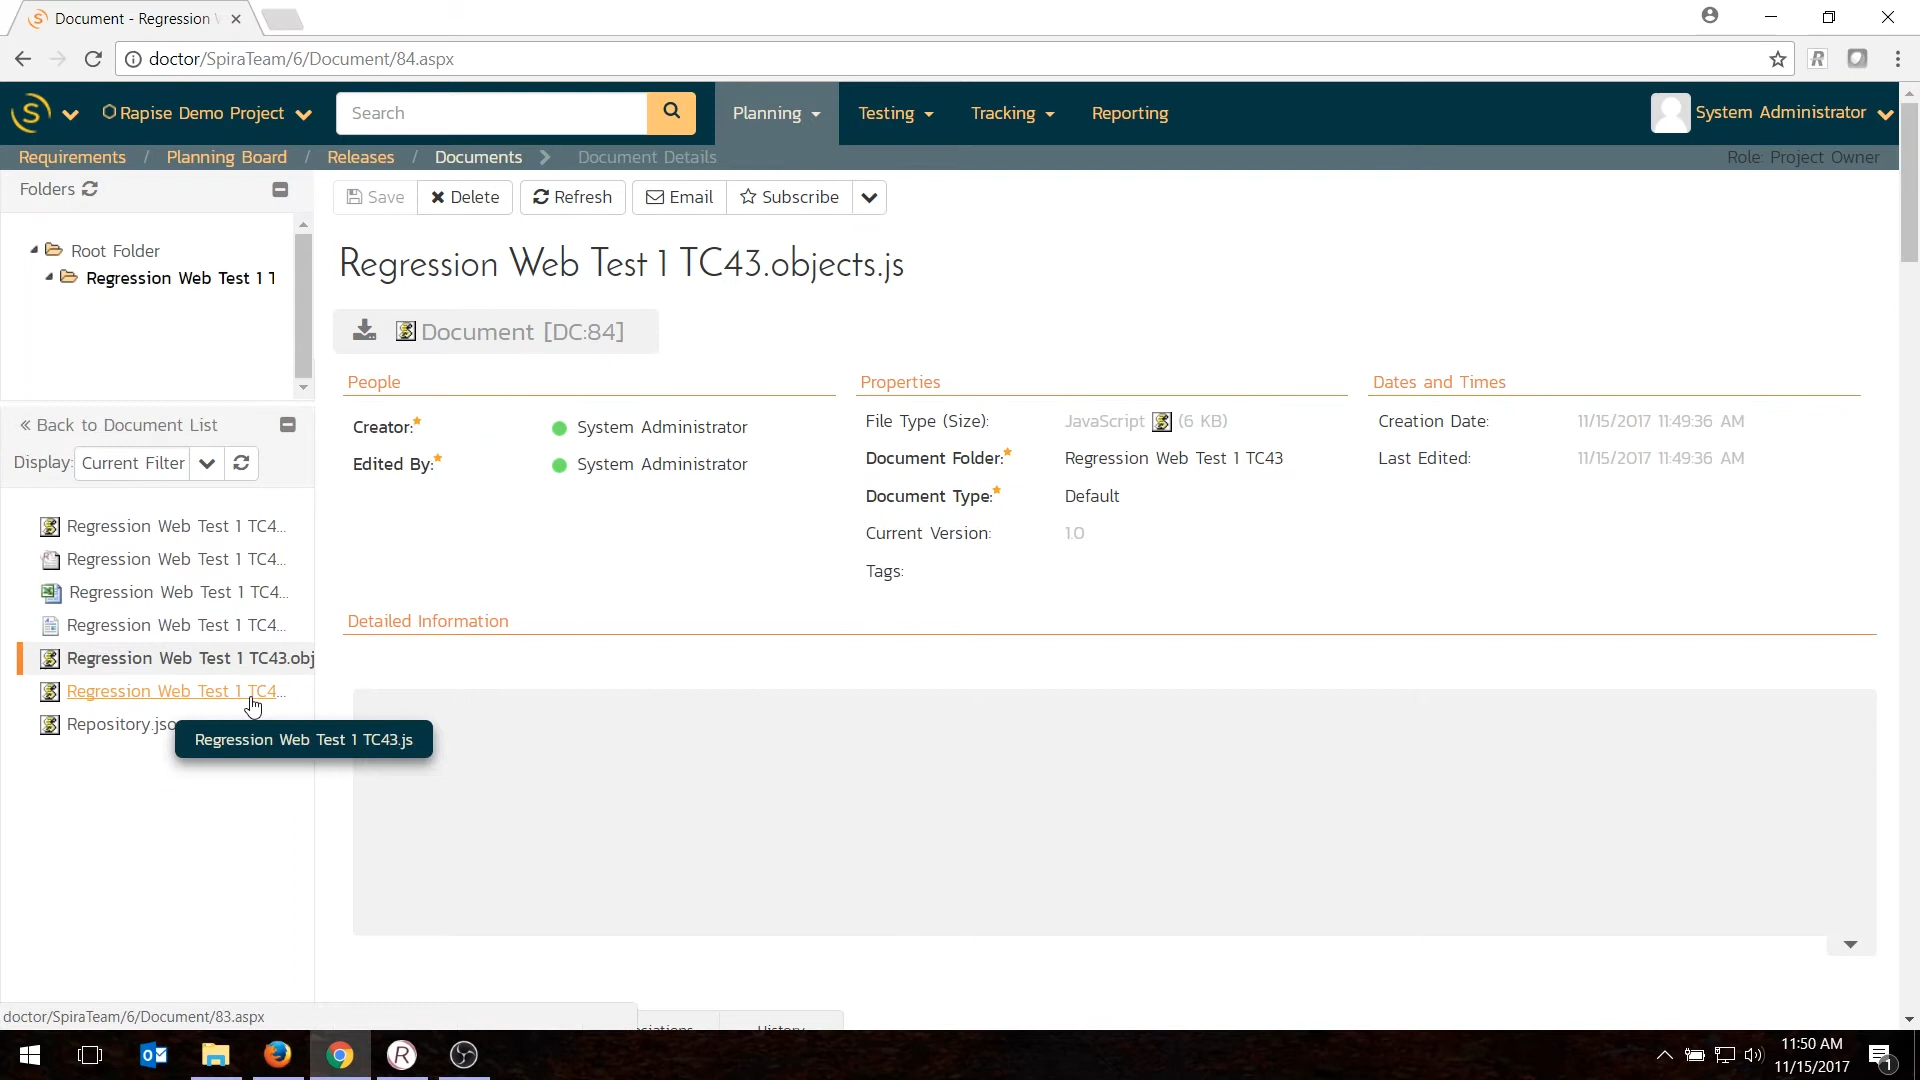 Document - Regression
doctor/SpiraTeam/6/Document/84.aspx
Rapise Demo Project
Search
Planning
Testing
Tracking
Reporting
System Administrator
Requirements / Planning Board / Releases / Documents Document Details
Role: Project Owner
Folders
Save
Delete
Refresh
Email
Subscribe
Root Folder
Regression Web Test 1 T
Regression Web Test 1 TC43.objects.js
Document [DC:84]
People
Creator:*
System Administrator
Edited By:*
System Administrator
Properties
File Type (Size):
JavaScript (6 KB)
Document Folder:*
Regression Web Test 1 TC43
Document Type:*
Default
Current Version:
1.0
Tags:
Dates and Times
Creation Date:
11/15/2017 11:49:36 AM
Last Edited:
11/15/2017 11:49:36 AM
Detailed Information
« Back to Document List
Display: Current Filter
Regression Web Test 1 TC4...
Regression Web Test 1 TC4...
Regression Web Test 1 TC4...
Regression Web Test 1 TC4...
Regression Web Test 1 TC43.obj
Regression Web Test 1 TC4...
Repository.jso
Regression Web Test 1 TC43.js
doctor/SpiraTeam/6/Document/83.aspx
11:50 AM
11/15/2017
1